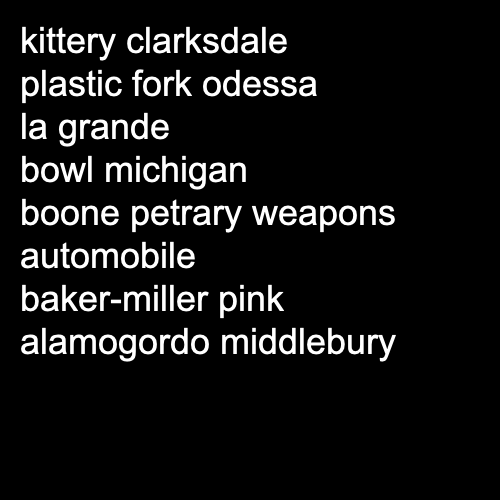 kittery clarksdale
plastic fork odessa
la grande
bowl michigan
boone petrary weapons
automobile
baker-miller pink
alamogordo middlebury